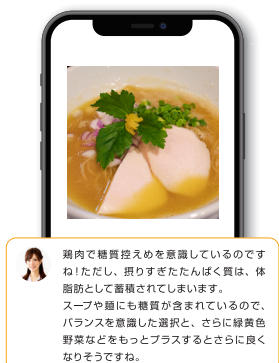 鶏肉で糖質控えめを意識しているのです
ね!ただし、摂りすぎたたんぱく質は、体
脂肪として蓄積されてしまいます。
スープや麺にも糖質が含まれているので、
バランスを意識した選択と、さらに緑黄色
野菜などをもっとプラスするとさらに良く
なりそうですね。